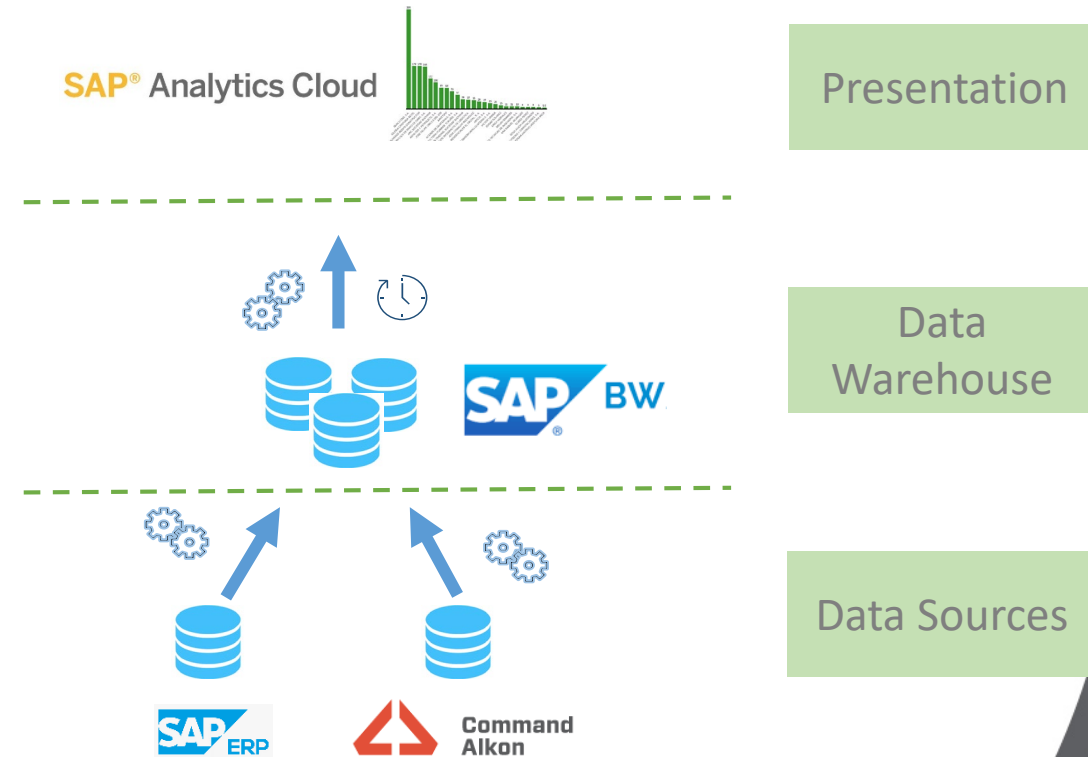 SAP® Analytics Cloud
Presentation
Data
Warehouse
SAP ® BW
Data Sources
SAP ERP
Command
Alkon